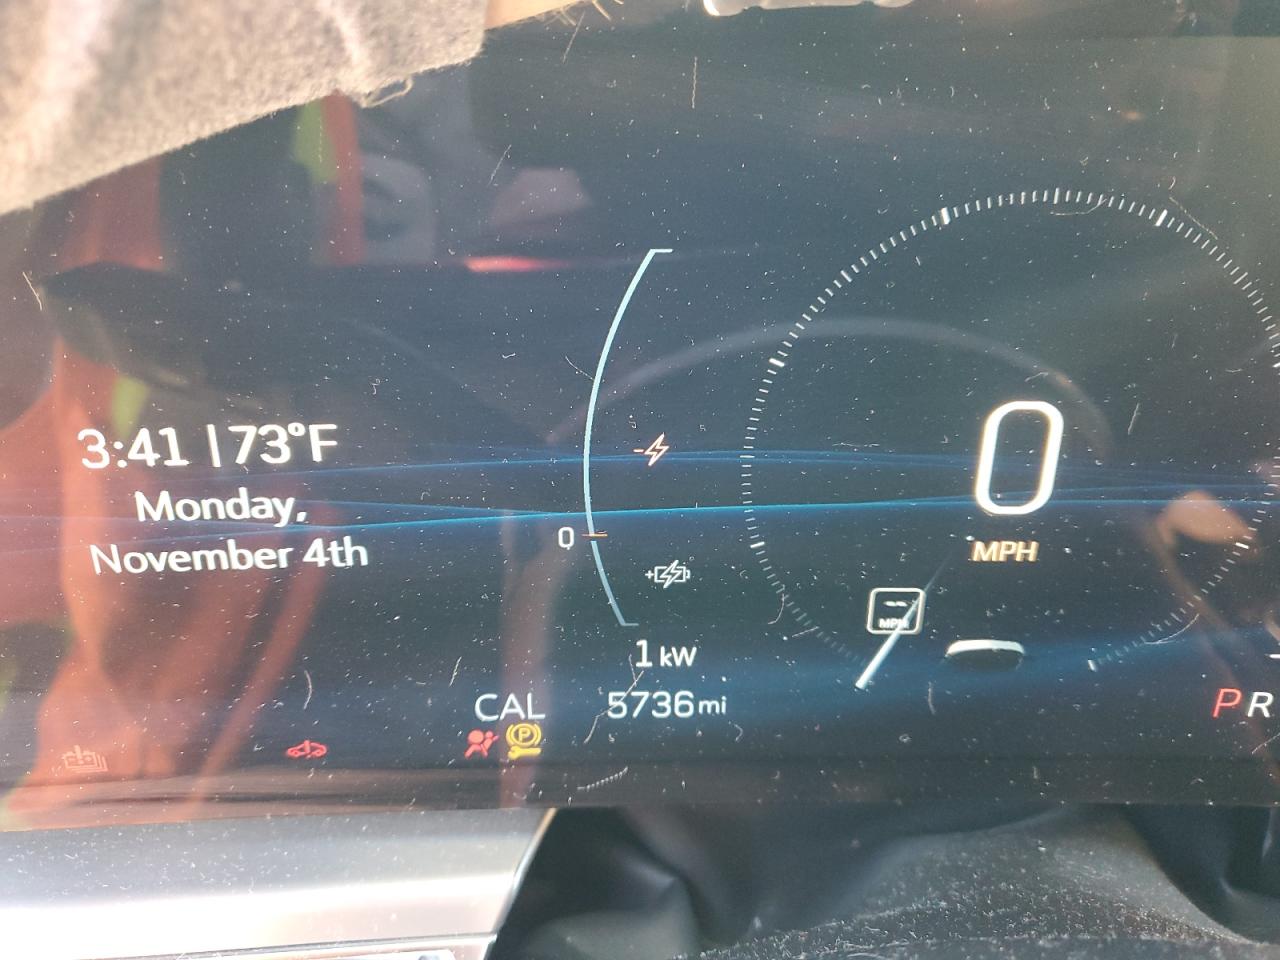 3:41 | 73°F
Monday,
November 4th
0
1 kW
CAL 5736 mi
P
0
MPH
--
MPH
P R